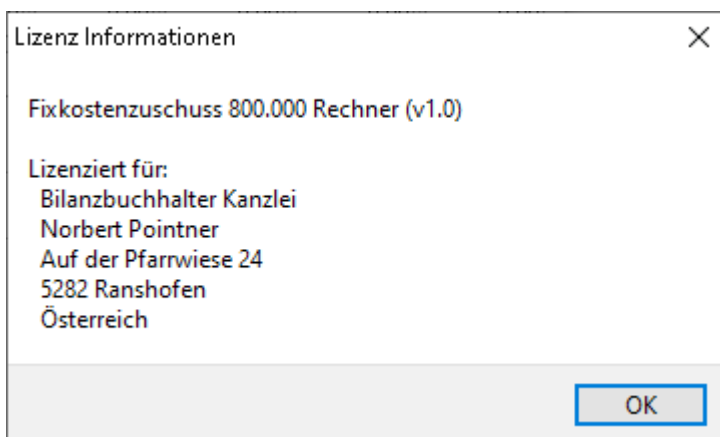 Lizenz Informationen
Fixkostenzuschuss 800.000 Rechner (v1.0)
Lizenziert für:
Bilanzbuchhalter Kanzlei
Norbert Pointner
Auf der Pfarrwiese 24
5282 Ranshofen
Österreich
OK